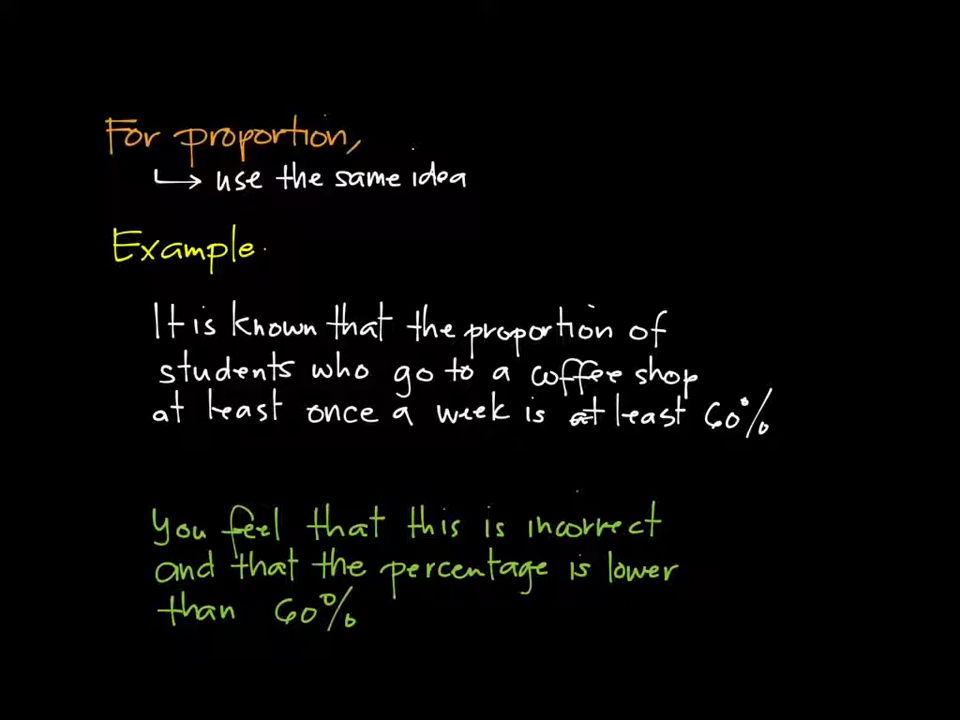 For proportion,
↳ use the same idea
Example
It is known that the proportion of
students who go to a coffee shop
at least once a week is at least 60%
You feel that this is incorrect
and that the percentage is lower
than 60%